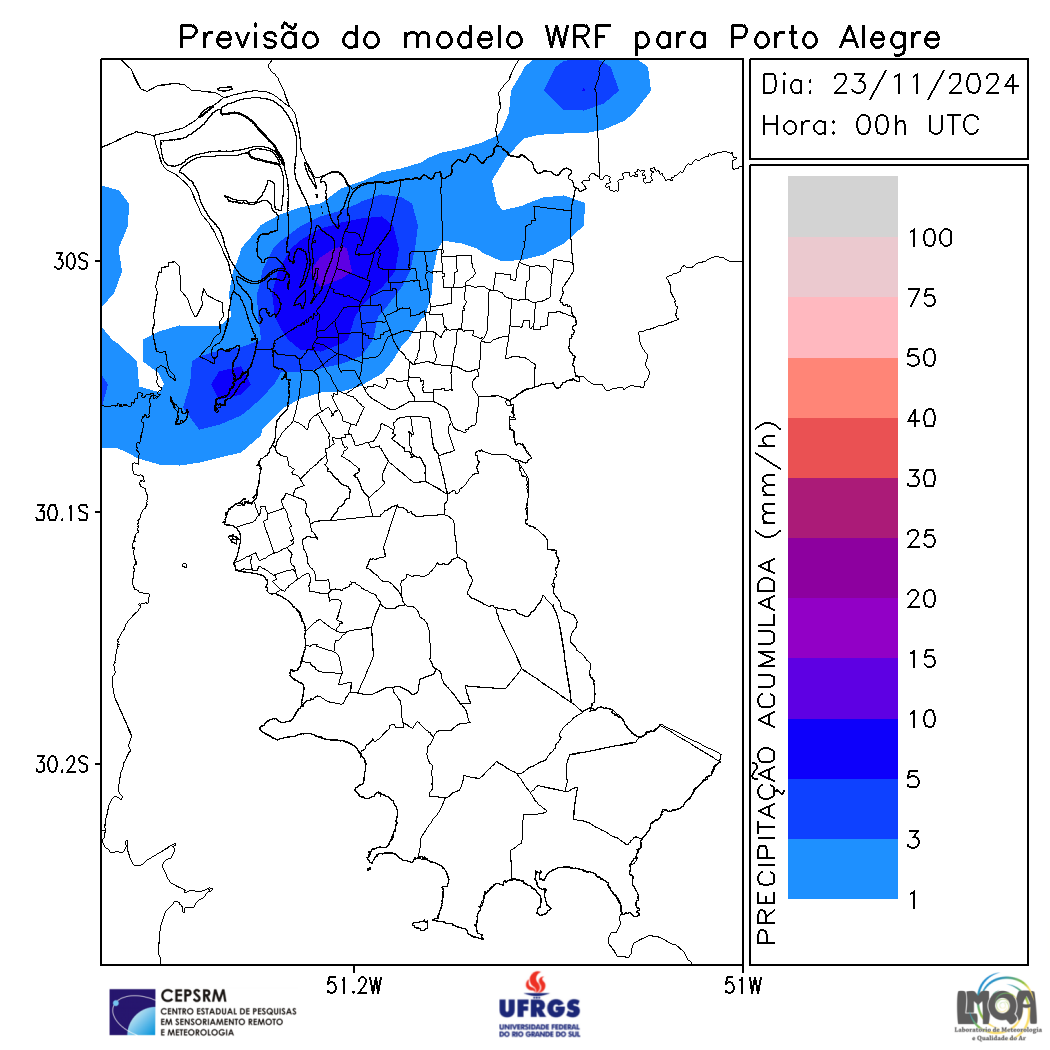 Previsão do modelo WRF para Porto Alegre
Dia: 23/11/2024
Hora: 00h UTC
30S
30.1S
30.2S
51.2W
51W
PRECIPITAÇÃO ACUMULADA (mm/h)
100
75
50
40
30
25
20
15
10
5
3
1
CEPSRM
CENTRO ESTADUAL DE PESQUISAS
EM SENSORIAMENTO REMOTO
E METEOROLOGIA
UFRGS
UNIVERSIDADE FEDERAL
DO RIO GRANDE DO SUL
LMQA
Laboratório de Meteorologia
e Qualidade do Ar